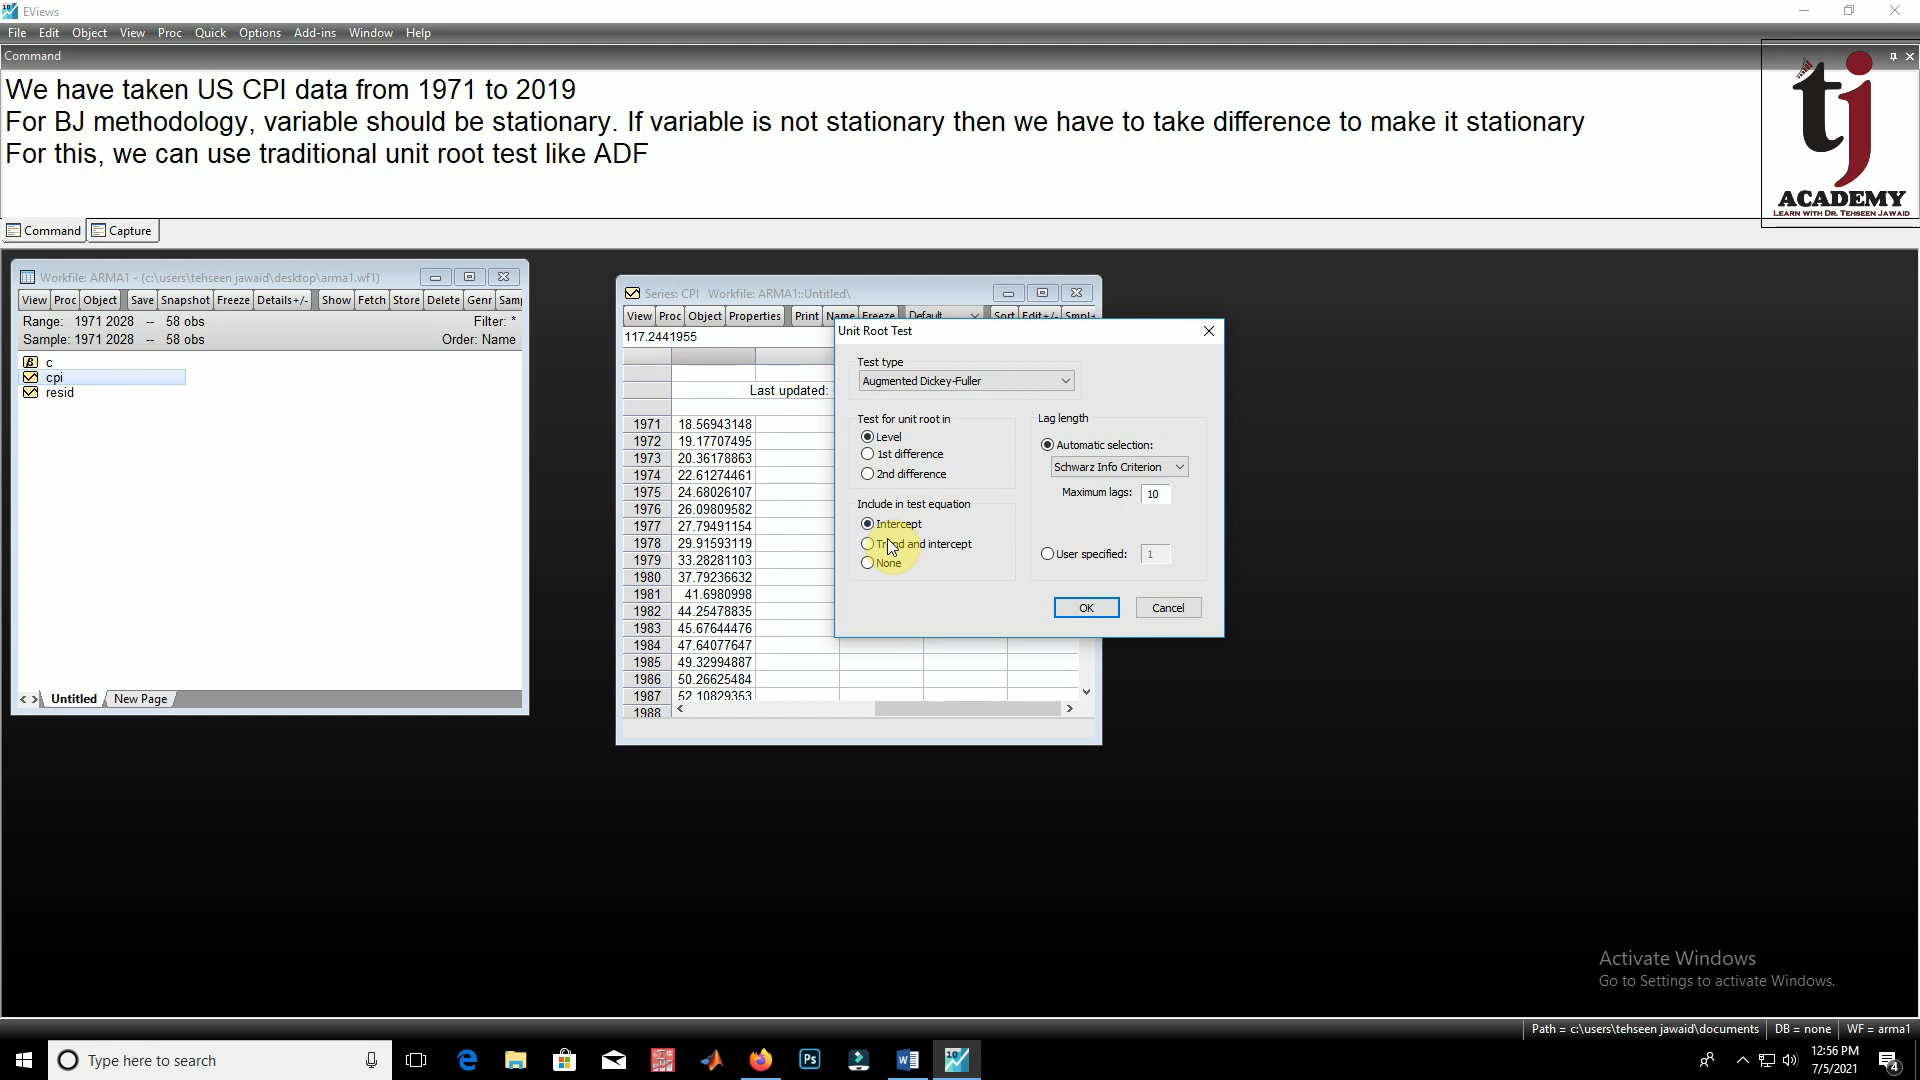 EViews
File Edit Object View Proc Quick Options Add-ins Window Help
Command
We have taken US CPI data from 1971 to 2019
For BJ methodology, variable should be stationary. If variable is not stationary then we have to take difference to make it stationary
For this, we can use traditional unit root test like ADF
tj
ACADEMY
LEARN WITH DR. TEHSEEN JAWAID
Command Capture
Workfile: ARMA1 - (c:\users\tehseen jawaid\desktop\arma1.wf1)
View Proc Object Save Snapshot Freeze Details+/- Show Fetch Store Delete Genr Sam
Range: 1971 2028 -- 58 obs Filter: *
Sample: 1971 2028 -- 58 obs Order: Name
c
cpi
resid
Untitled New Page
Series: CPI Workfile: ARMA1::Untitled\
View Proc Object Properties Print Name Freeze Default Sort Edit+/- Smpl+
117.2441955
Last updated:
1971 18.56943148
1972 19.17707495
1973 20.36178863
1974 22.61274461
1975 24.68026107
1976 26.09809582
1977 27.79491154
1978 29.91593119
1979 33.28281103
1980 37.79236632
1981 41.6980998
1982 44.25478835
1983 45.67644476
1984 47.64077647
1985 49.32994887
1986 50.26625484
1987 52.10829353
1988
Unit Root Test
Test type
Augmented Dickey-Fuller
Test for unit root in
Level
1st difference
2nd difference
Include in test equation
Intercept
Trend and intercept
None
Lag length
Automatic selection:
Schwarz Info Criterion
Maximum lags: 10
User specified: 1
OK Cancel
Activate Windows
Go to Settings to activate Windows.
Path = c:\users\tehseen jawaid\documents DB = none WF = arma1
Type here to search
12:56 PM
7/5/2021
4